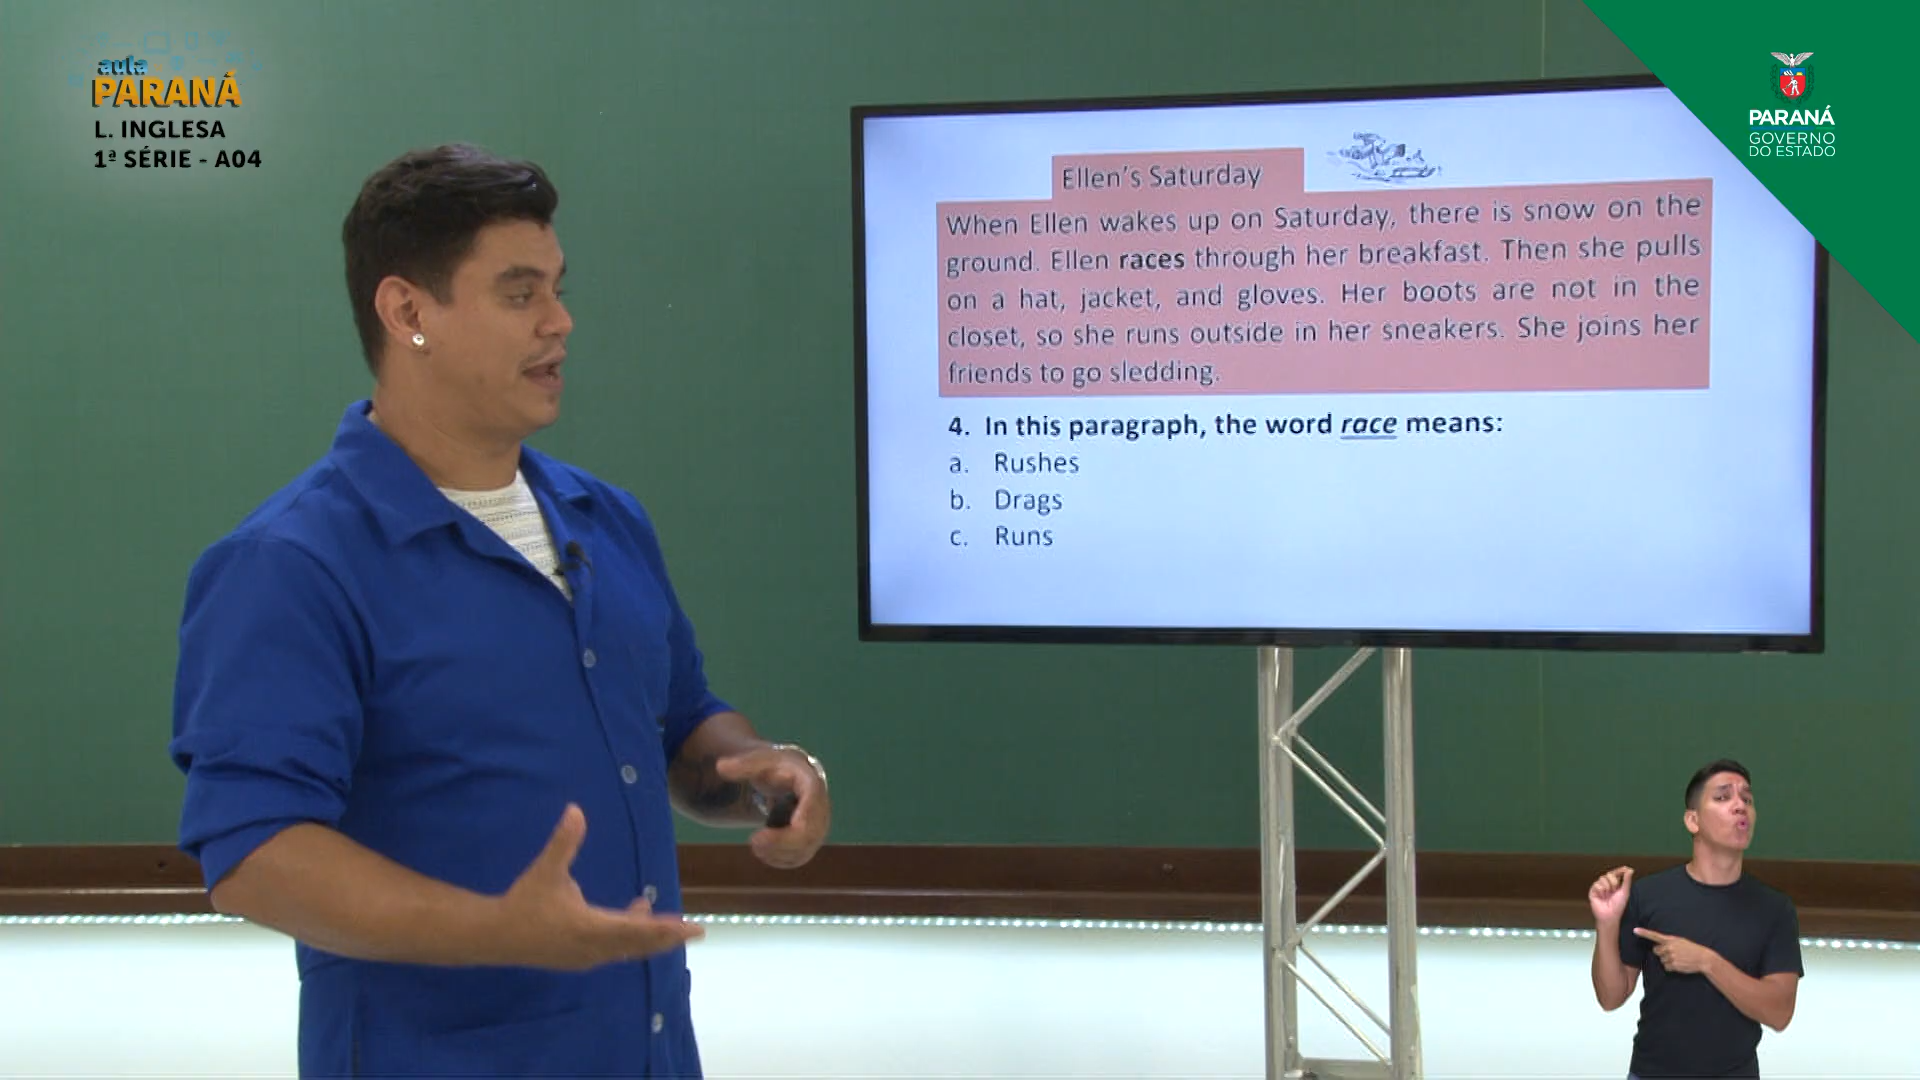 aula
PARANÁ
L. INGLESA
1ª SÉRIE - A04
PARANÁ
GOVERNO
DO ESTADO
Ellen's Saturday
When Ellen wakes up on Saturday, there is snow on the
ground. Ellen races through her breakfast. Then she pulls
on a hat, jacket, and gloves. Her boots are not in the
closet, so she runs outside in her sneakers. She joins her
friends to go sledding.
4. In this paragraph, the word race means:
a. Rushes
b. Drags
c. Runs